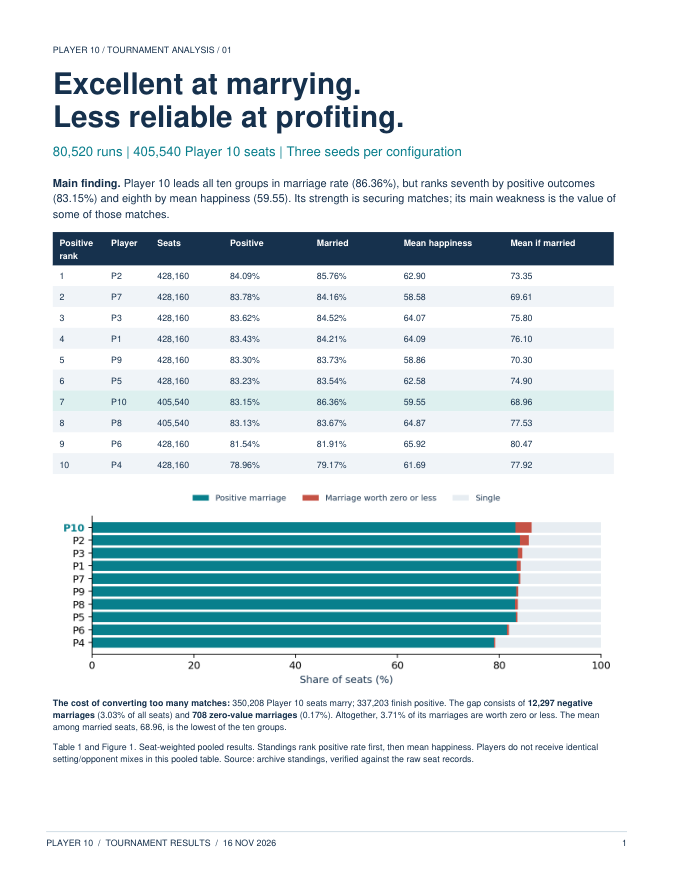 PLAYER 10 / TOURNAMENT ANALYSIS / 01
Excellent at marrying.
Less reliable at profiting.
80,520 runs | 405,540 Player 10 seats | Three seeds per configuration
Main finding. Player 10 leads all ten groups in marriage rate (86.36%), but ranks seventh by positive outcomes
(83.15%) and eighth by mean happiness (59.55). Its strength is securing matches; its main weakness is the value of
some of those matches.
Positive rank Player Seats Positive Married Mean happiness Mean if married
1 P2 428,160 84.09% 85.76% 62.90 73.35
2 P7 428,160 83.78% 84.16% 58.58 69.61
3 P3 428,160 83.62% 84.52% 64.07 75.80
4 P1 428,160 83.43% 84.21% 64.09 76.10
5 P9 428,160 83.30% 83.73% 58.86 70.30
6 P5 428,160 83.23% 83.54% 62.58 74.90
7 P10 405,540 83.15% 86.36% 59.55 68.96
8 P8 405,540 83.13% 83.67% 64.87 77.53
9 P6 428,160 81.54% 81.91% 65.92 80.47
10 P4 428,160 78.96% 79.17% 61.69 77.92
Positive marriage Marriage worth zero or less Single
P10
P2
P3
P1
P7
P9
P8
P5
P6
P4
0 20 40 60 80 100
Share of seats (%)
The cost of converting too many matches: 350,208 Player 10 seats marry; 337,203 finish positive. The gap consists of 12,297 negative
marriages (3.03% of all seats) and 708 zero-value marriages (0.17%). Altogether, 3.71% of its marriages are worth zero or less. The mean
among married seats, 68.96, is the lowest of the ten groups.
Table 1 and Figure 1. Seat-weighted pooled results. Standings rank positive rate first, then mean happiness. Players do not receive identical
setting/opponent mixes in this pooled table. Source: archive standings, verified against the raw seat records.
PLAYER 10 / TOURNAMENT RESULTS / 16 NOV 2026 1